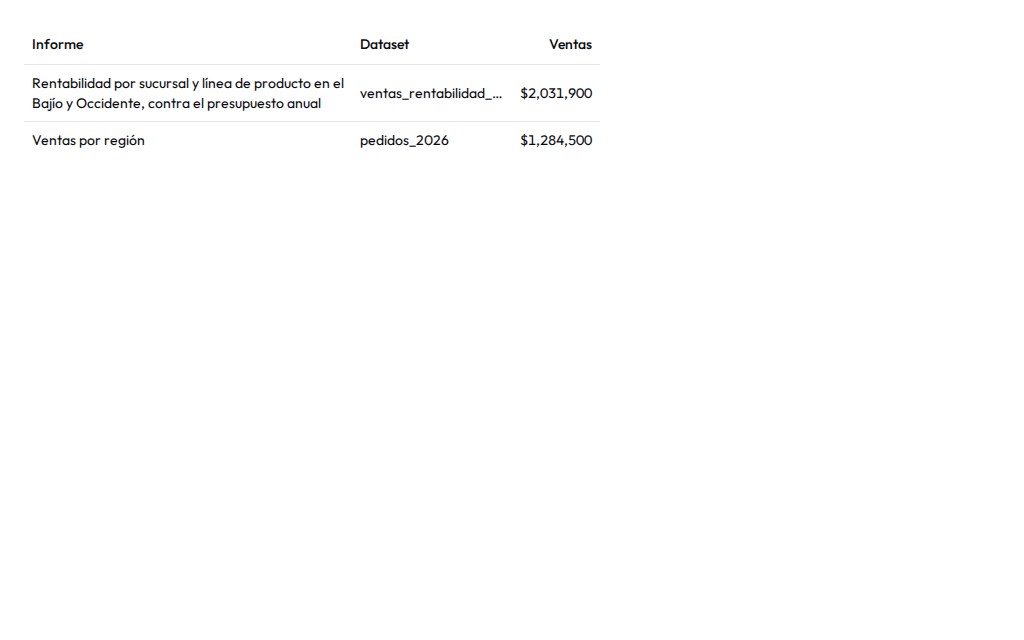 Informe Dataset Ventas
Rentabilidad por sucursal y línea de producto en el
Bajío y Occidente, contra el presupuesto anual
ventas_rentabilidad_... $2,031,900
Ventas por región pedidos_2026 $1,284,500